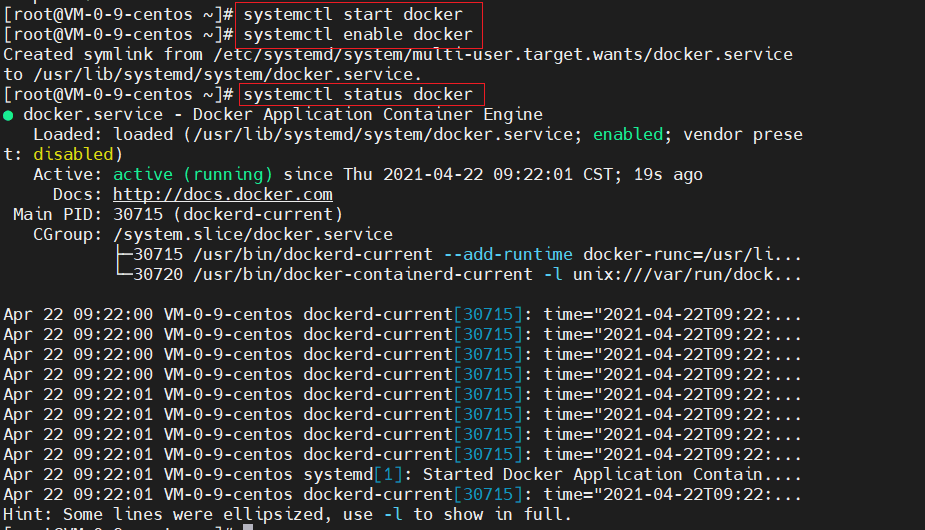 [root@VM-0-9-centos ~]# systemctl start docker
[root@VM-0-9-centos ~]# systemctl enable docker
Created symlink from /etc/systemd/system/multi-user.target.wants/docker.service
to /usr/lib/systemd/system/docker.service.
[root@VM-0-9-centos ~]# systemctl status docker
● docker.service - Docker Application Container Engine
   Loaded: loaded (/usr/lib/systemd/system/docker.service; enabled; vendor prese
t: disabled)
   Active: active (running) since Thu 2021-04-22 09:22:01 CST; 19s ago
     Docs: http://docs.docker.com
 Main PID: 30715 (dockerd-current)
   CGroup: /system.slice/docker.service
           ├─30715 /usr/bin/dockerd-current --add-runtime docker-runc=/usr/li...
           └─30720 /usr/bin/docker-containerd-current -l unix:///var/run/dock...

Apr 22 09:22:00 VM-0-9-centos dockerd-current[30715]: time="2021-04-22T09:22:...
Apr 22 09:22:00 VM-0-9-centos dockerd-current[30715]: time="2021-04-22T09:22:...
Apr 22 09:22:00 VM-0-9-centos dockerd-current[30715]: time="2021-04-22T09:22:...
Apr 22 09:22:00 VM-0-9-centos dockerd-current[30715]: time="2021-04-22T09:22:...
Apr 22 09:22:01 VM-0-9-centos dockerd-current[30715]: time="2021-04-22T09:22:...
Apr 22 09:22:01 VM-0-9-centos dockerd-current[30715]: time="2021-04-22T09:22:...
Apr 22 09:22:01 VM-0-9-centos dockerd-current[30715]: time="2021-04-22T09:22:...
Apr 22 09:22:01 VM-0-9-centos dockerd-current[30715]: time="2021-04-22T09:22:...
Apr 22 09:22:01 VM-0-9-centos systemd[1]: Started Docker Application Contain....
Apr 22 09:22:01 VM-0-9-centos dockerd-current[30715]: time="2021-04-22T09:22:...
Hint: Some lines were ellipsized, use -l to show in full.
[root@VM-0-9-centos ~]#